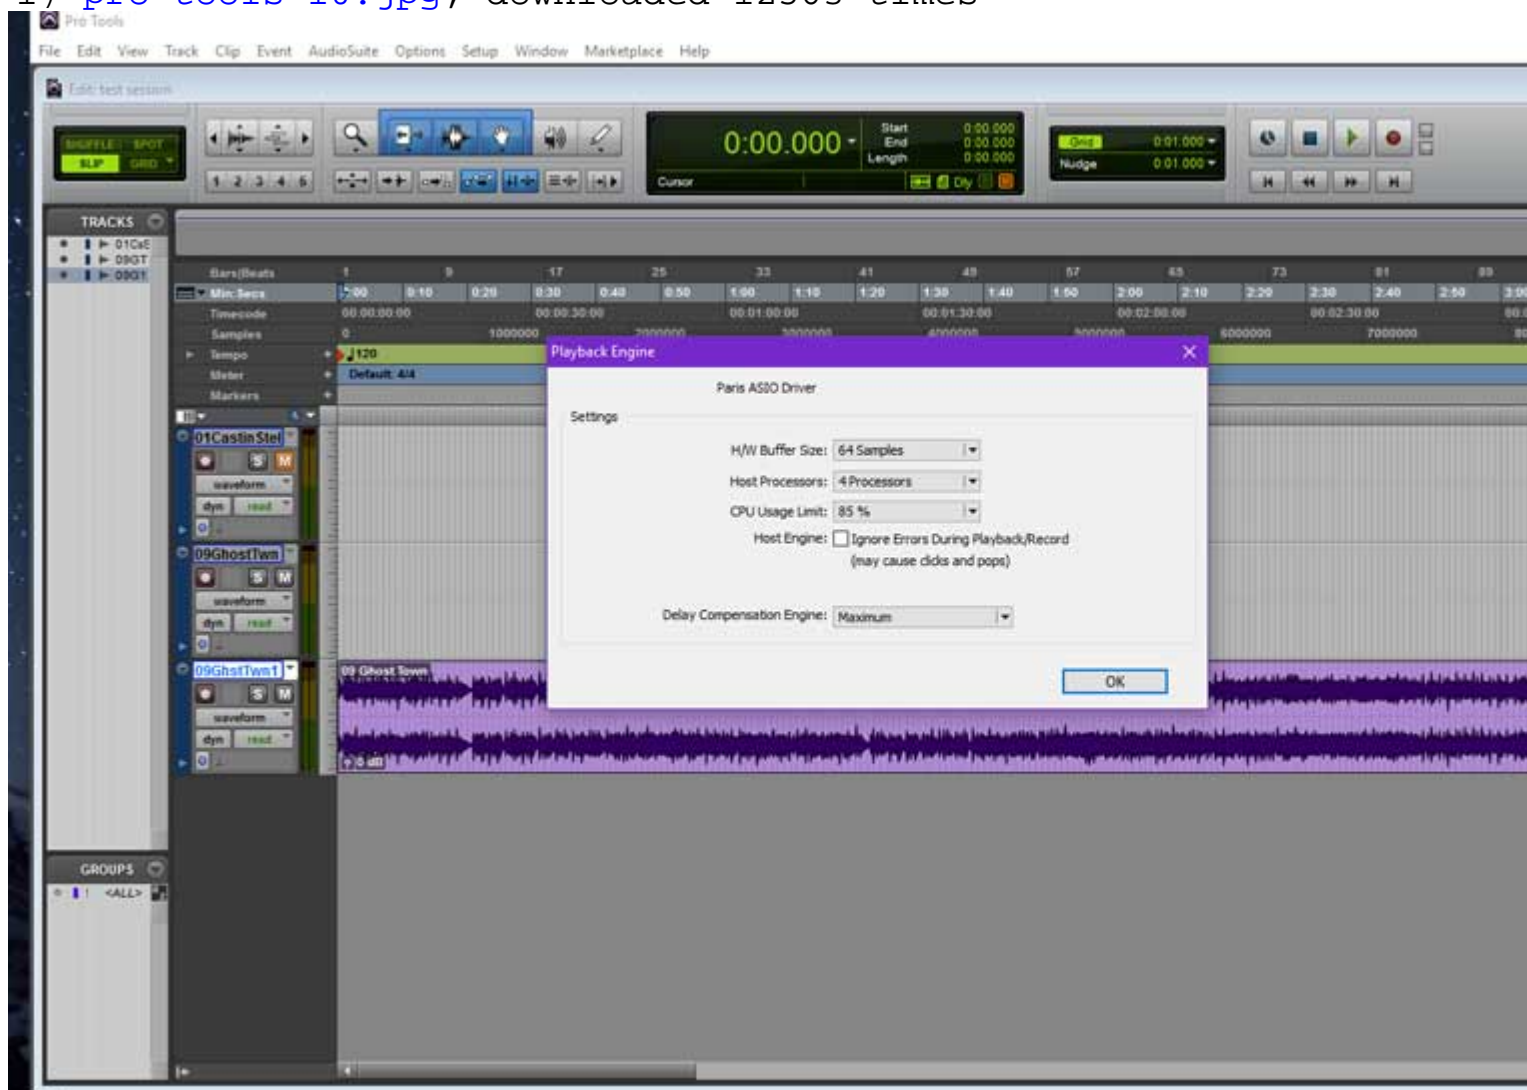 Pro Tools
File Edit View Track Clip Event AudioSuite Options Setup Window Marketplace Help
Edit: test session
SHUFFLE SPOT
SLIP GRID
1 2 3 4 5
0:00.000
Start 0:00.000
End 0:00.000
Length 0:00.000
Cursor
Dly
Grid 0:01.000
Nudge 0:01.000
TRACKS
01CsS
09GT
09G1
Bars|Beats 1 9 17 25 33 41 49 57 65 73 81 89
Min:Secs 0:10 0:20 0:30 0:40 0:50 1:00 1:10 1:20 1:30 1:40 1:50 2:00 2:10 2:20 2:30 2:40 2:50
Timecode 00:00:00:00 00:00:30:00 00:01:00:00 00:01:30:00 00:02:00:00 00:02:30:00
Samples 0 1000000 2000000 3000000 4000000 5000000 6000000 7000000
Tempo 120
Meter Default: 4/4
Markers
Playback Engine
Paris ASIO Driver
Settings
H/W Buffer Size: 64 Samples
Host Processors: 4 Processors
CPU Usage Limit: 85 %
Host Engine: Ignore Errors During Playback/Record
(may cause clicks and pops)
Delay Compensation Engine: Maximum
OK
01CastinStel
S M
waveform
dyn read
09GhostTwn
S M
waveform
dyn read
09GhstTwn1
S M
waveform
dyn read
09 Ghost Town
0 dB
GROUPS
! <ALL>